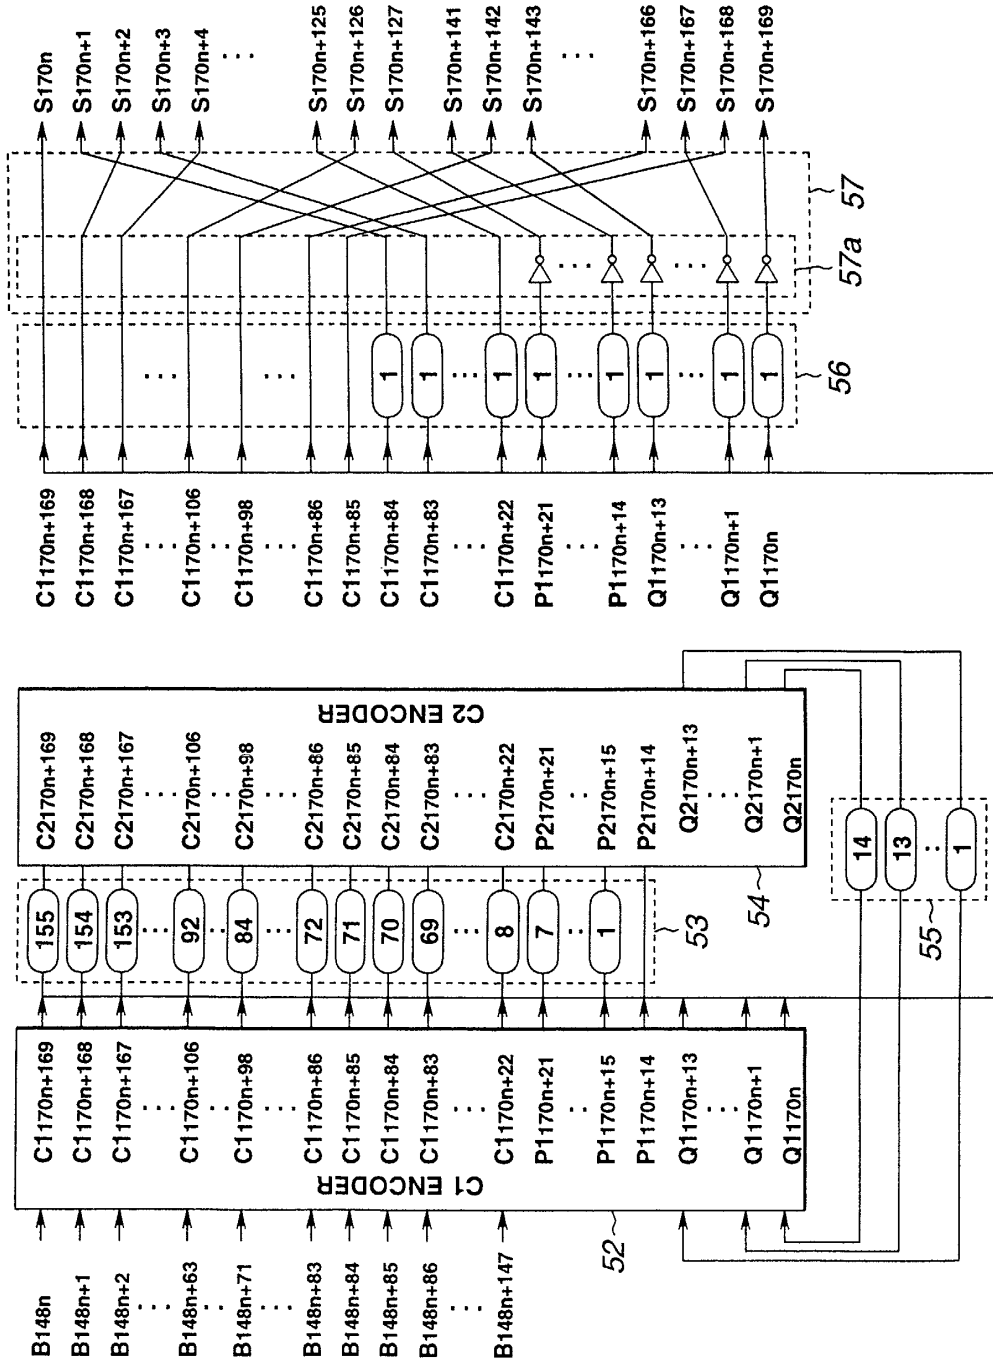 B148n
B148n+1
B148n+2
B148n+63
B148n+71
B148n+83
B148n+84
B148n+85
B148n+86
B148n+147
C1 ENCODER
C1170n+169
C1170n+168
C1170n+167
C1170n+106
C1170n+98
C1170n+86
C1170n+85
C1170n+84
C1170n+83
C1170n+22
P1170n+21
P1170n+15
P1170n+14
Q1170n+13
Q1170n+1
Q1170n
52
155
154
153
92
84
72
71
70
69
8
7
1
53
C2170n+169
C2170n+168
C2170n+167
C2170n+106
C2170n+98
C2170n+86
C2170n+85
C2170n+84
C2170n+83
C2170n+22
P2170n+21
P2170n+15
P2170n+14
Q2170n+13
Q2170n+1
Q2170n
C2 ENCODER
54
14
13
1
55
C1170n+169
C1170n+168
C1170n+167
C1170n+106
C1170n+98
C1170n+86
C1170n+85
C1170n+84
C1170n+83
C1170n+22
P1170n+21
P1170n+14
Q1170n+13
Q1170n+1
Q1170n
1
1
1
1
1
1
1
1
56
57a
57
S170n
S170n+1
S170n+2
S170n+3
S170n+4
S170n+125
S170n+126
S170n+127
S170n+141
S170n+142
S170n+143
S170n+166
S170n+167
S170n+168
S170n+169